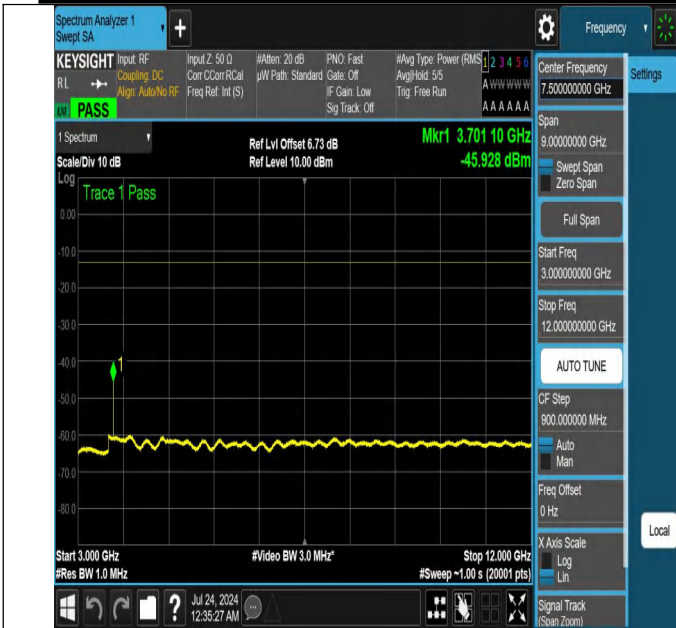 Spectrum Analyzer 1
Swept SA
+
Frequency
KEYSIGHT
Input: RF
Input Z: 50 Ω
#Atten: 20 dB
PNO: Fast
#Avg Type: Power (RMS
1 2 3 4 5 6
RL
Coupling: DC
Corr CCorr RCal
µW Path: Standard
Gate: Off
Avg|Hold: 5/5
A W W W W W
Align: Auto/No RF
Freq Ref: Int (S)
IF Gain: Low
Trig: Free Run
Sig Track: Off
A A A A A A
PASS
1 Spectrum
Ref Lvl Offset 6.73 dB
Mkr1 3.701 10 GHz
Scale/Div 10 dB
Ref Level 10.00 dBm
-45.928 dBm
Log
Trace 1 Pass
0.00
-10.0
-20.0
-30.0
-40.0
1
-50.0
-60.0
-70.0
-80.0
Start 3.000 GHz
#Video BW 3.0 MHz*
Stop 12.000 GHz
#Res BW 1.0 MHz
#Sweep ~1.00 s (20001 pts)
Center Frequency
7.500000000 GHz
Settings
Span
9.00000000 GHz
Swept Span
Zero Span
Full Span
Start Freq
3.000000000 GHz
Stop Freq
12.000000000 GHz
AUTO TUNE
CF Step
900.000000 MHz
Auto
Man
Freq Offset
0 Hz
Local
X Axis Scale
Log
Lin
Signal Track
(Span Zoom)
?
Jul 24, 2024
12:35:27 AM